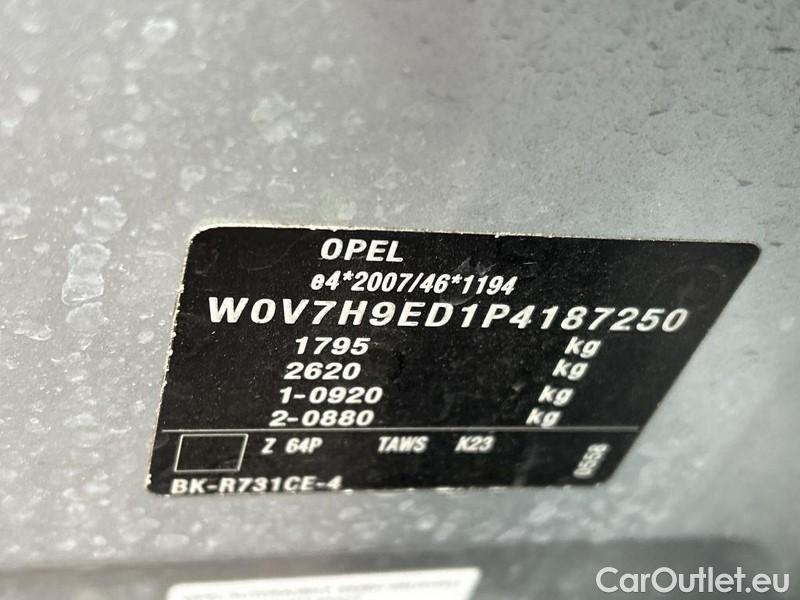 OPEL
e4*2007/46*1194
W0V7H9ED1P4187250
1795 kg
2620 kg
1-0920 kg
2-0880 kg
Z 64P TAWS K23
0558
BK-R731CE-4
CarOutlet.eu